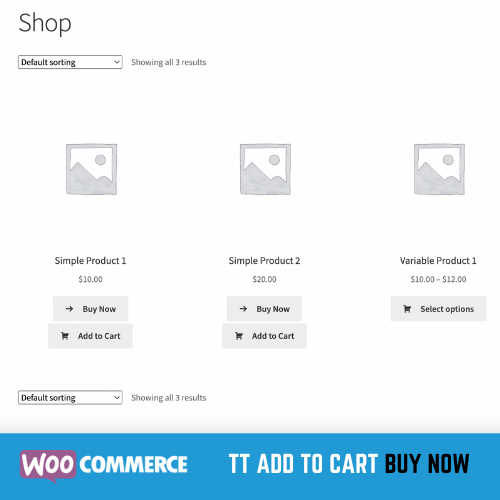 Shop
Default sorting Showing all 3 results
Simple Product 1 Simple Product 2 Variable Product 1
$10.00 $20.00 $10.00 – $12.00
Buy Now Buy Now Select options
Add to Cart Add to Cart
Default sorting Showing all 3 results
WOO COMMERCE TT ADD TO CART BUY NOW